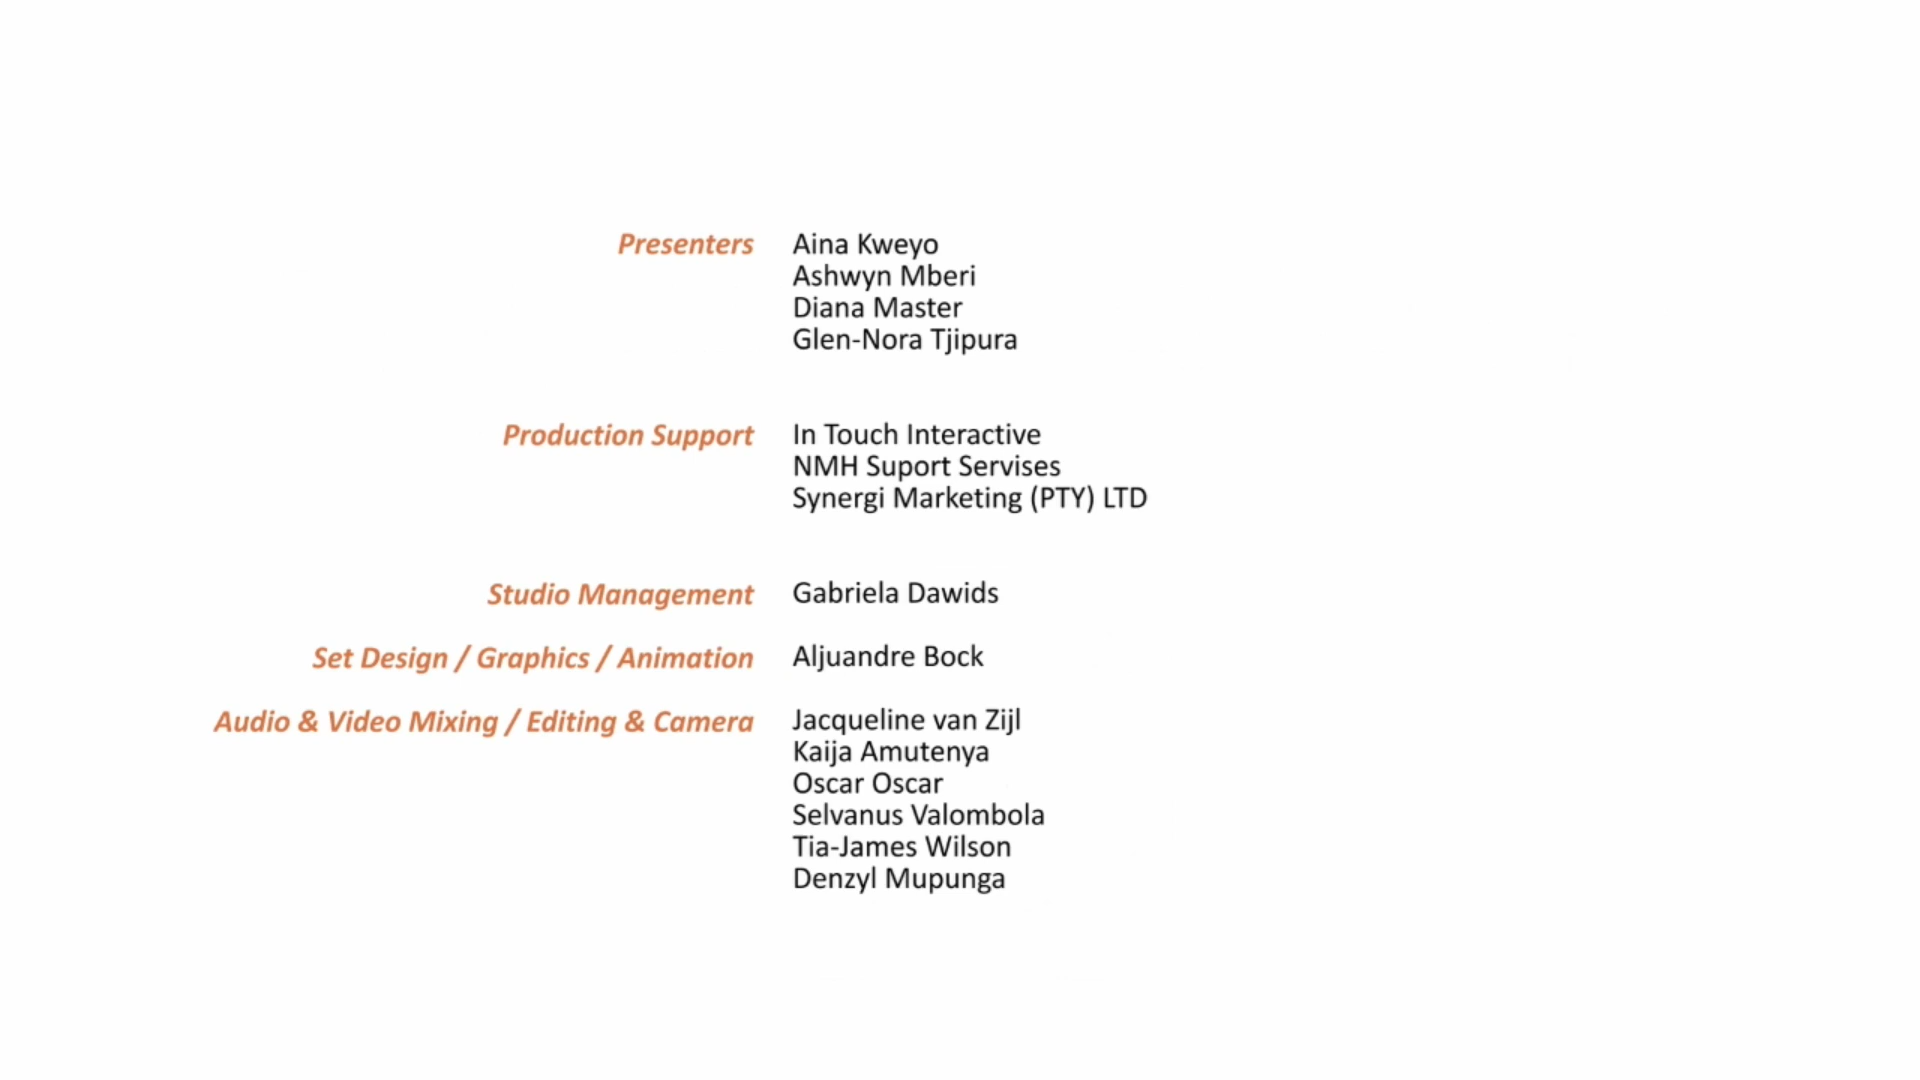 Presenters Aina Kweyo
Ashwyn Mberi
Diana Master
Glen-Nora Tjipura
Production Support In Touch Interactive
NMH Suport Servises
Synergi Marketing (PTY) LTD
Studio Management Gabriela Dawids
Set Design / Graphics / Animation Aljuandre Bock
Audio & Video Mixing / Editing & Camera Jacqueline van Zijl
Kaija Amutenya
Oscar Oscar
Selvanus Valombola
Tia-James Wilson
Denzyl Mupunga